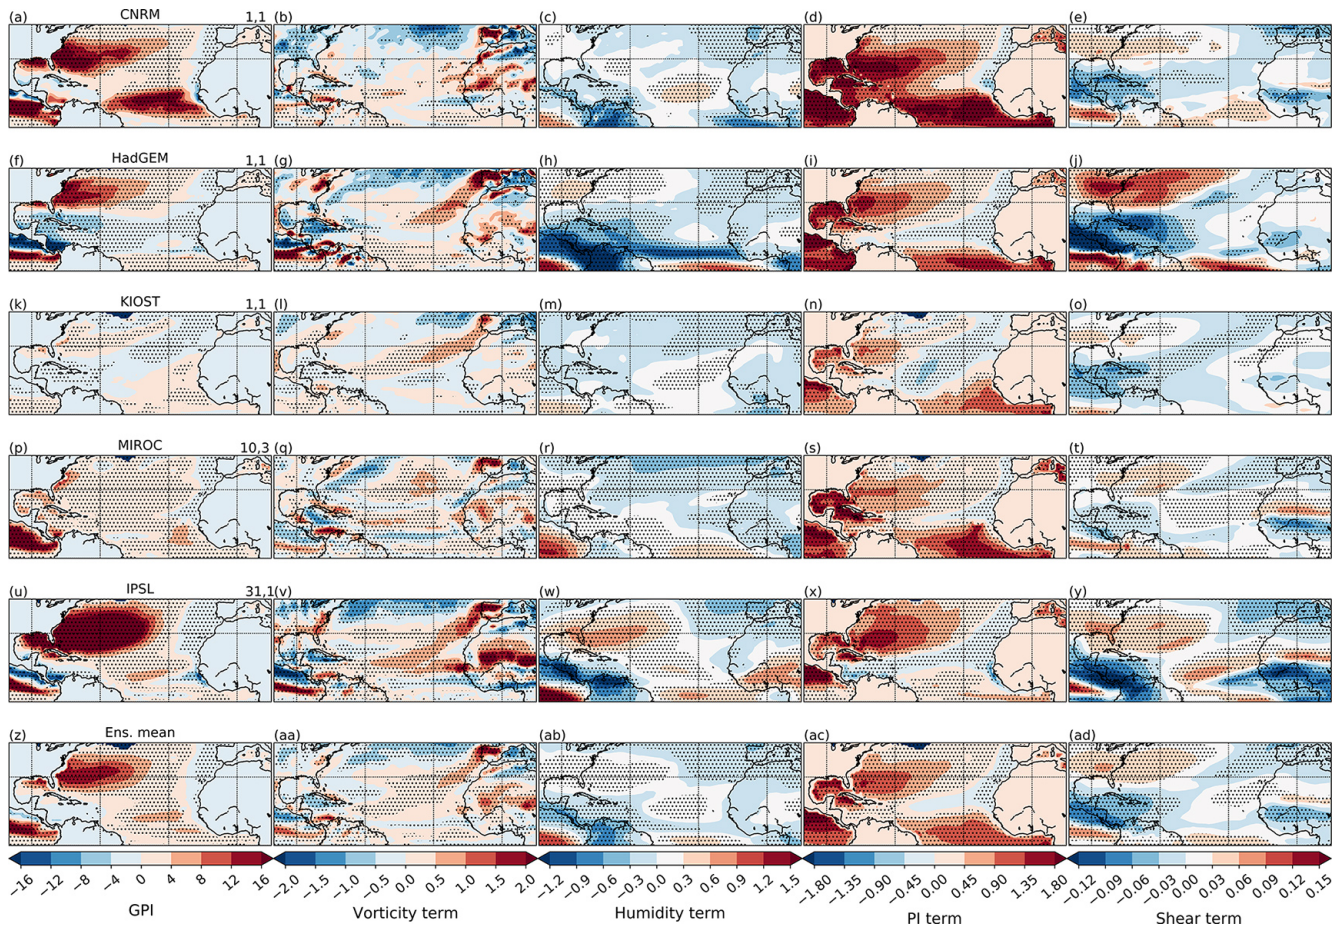 (a) CNRM 1,1 (b) (c) (d) (e)
(f) HadGEM 1,1 (g) (h) (i) (j)
(k) KIOST 1,1 (l) (m) (n) (o)
(p) MIROC 10,3 (q) (r) (s) (t)
(u) IPSL 31,1 (v) (w) (x) (y)
(z) Ens. mean (aa) (ab) (ac) (ad)
−16 −12 −8 −4 0 4 8 12 16
GPI
−2.0 −1.5 −1.0 −0.5 0.0 0.5 1.0 1.5 2.0
Vorticity term
−1.2 −0.9 −0.6 −0.3 0.0 0.3 0.6 0.9 1.2 1.5
Humidity term
−1.80 −1.35 −0.90 −0.45 0.00 0.45 0.90 1.35 1.80
PI term
−0.12 −0.09 −0.06 −0.03 0.00 0.03 0.06 0.09 0.12 0.15
Shear term